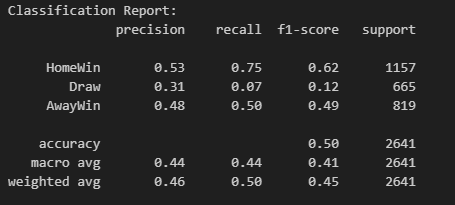 Classification Report:
precision recall f1-score support
HomeWin 0.53 0.75 0.62 1157
Draw 0.31 0.07 0.12 665
AwayWin 0.48 0.50 0.49 819
accuracy 0.50 2641
macro avg 0.44 0.44 0.41 2641
weighted avg 0.46 0.50 0.45 2641